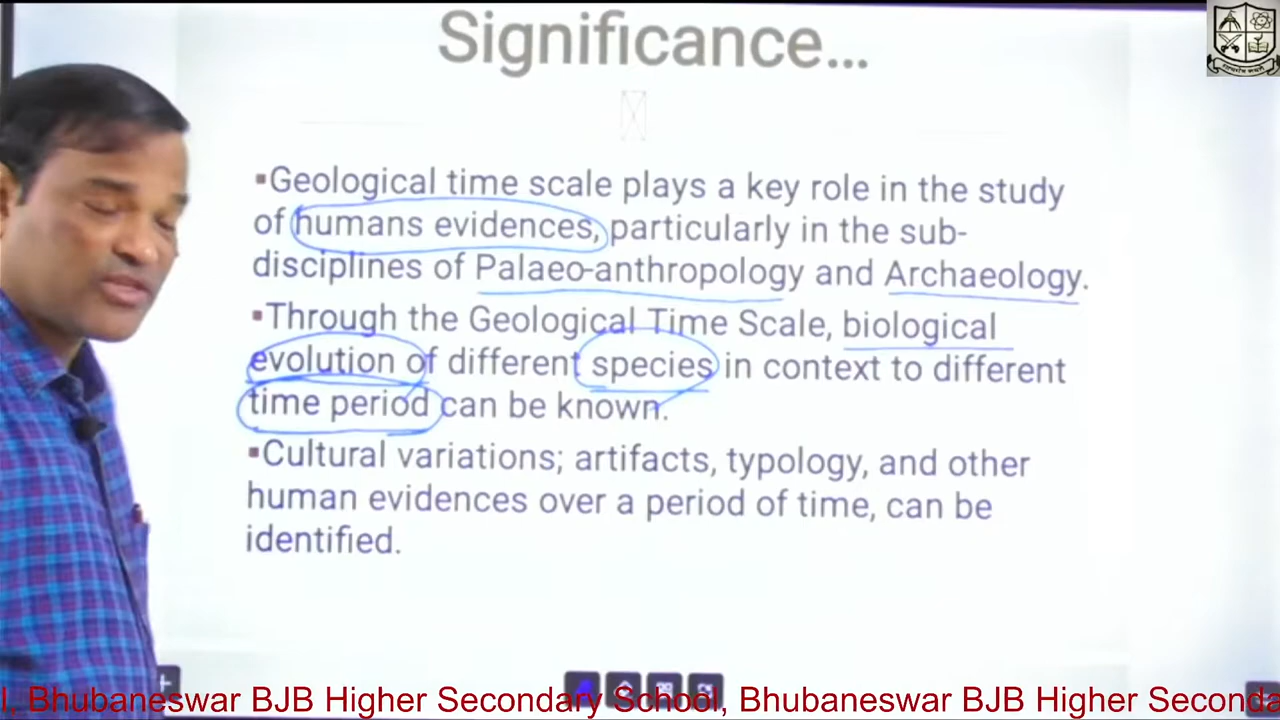 Significance...
▪Geological time scale plays a key role in the study
of humans evidences, particularly in the sub-
disciplines of Palaeo-anthropology and Archaeology.
▪Through the Geological Time Scale, biological
evolution of different species in context to different
time period can be known.
▪Cultural variations; artifacts, typology, and other
human evidences over a period of time, can be
identified.
l, Bhubaneswar BJB Higher Secondary School, Bhubaneswar BJB Higher Seconda